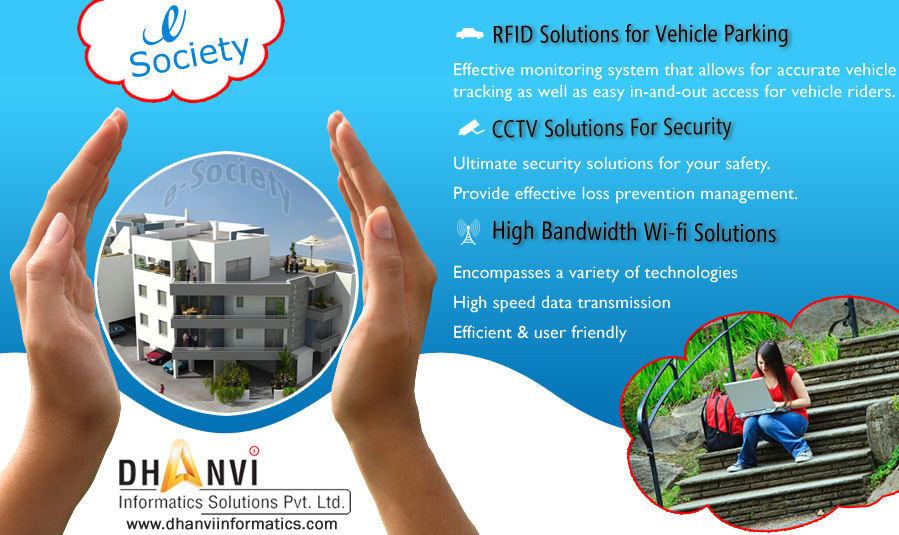 e
Society
e-Society
RFID Solutions for Vehicle Parking
Effective monitoring system that allows for accurate vehicle
tracking as well as easy in-and-out access for vehicle riders.
CCTV Solutions For Security
Ultimate security solutions for your safety.
Provide effective loss prevention management.
High Bandwidth Wi-fi Solutions
Encompasses a variety of technologies
High speed data transmission
Efficient & user friendly
DHANVI
Informatics Solutions Pvt. Ltd.
www.dhanviinformatics.com